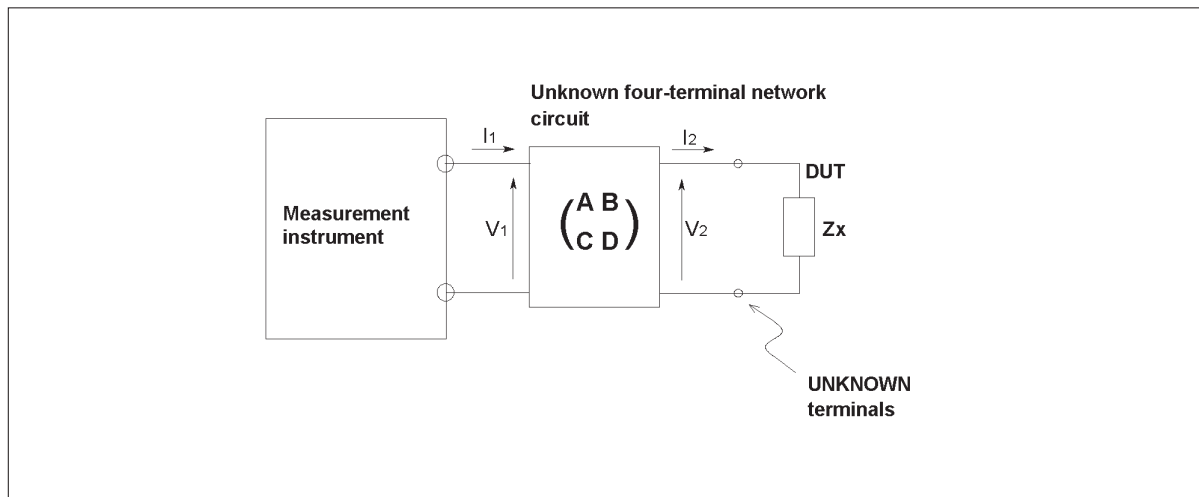 Unknown four-terminal network
circuit
I1
I2
DUT
Measurement
instrument
V1
A B
C D
V2
Zx
UNKNOWN
terminals